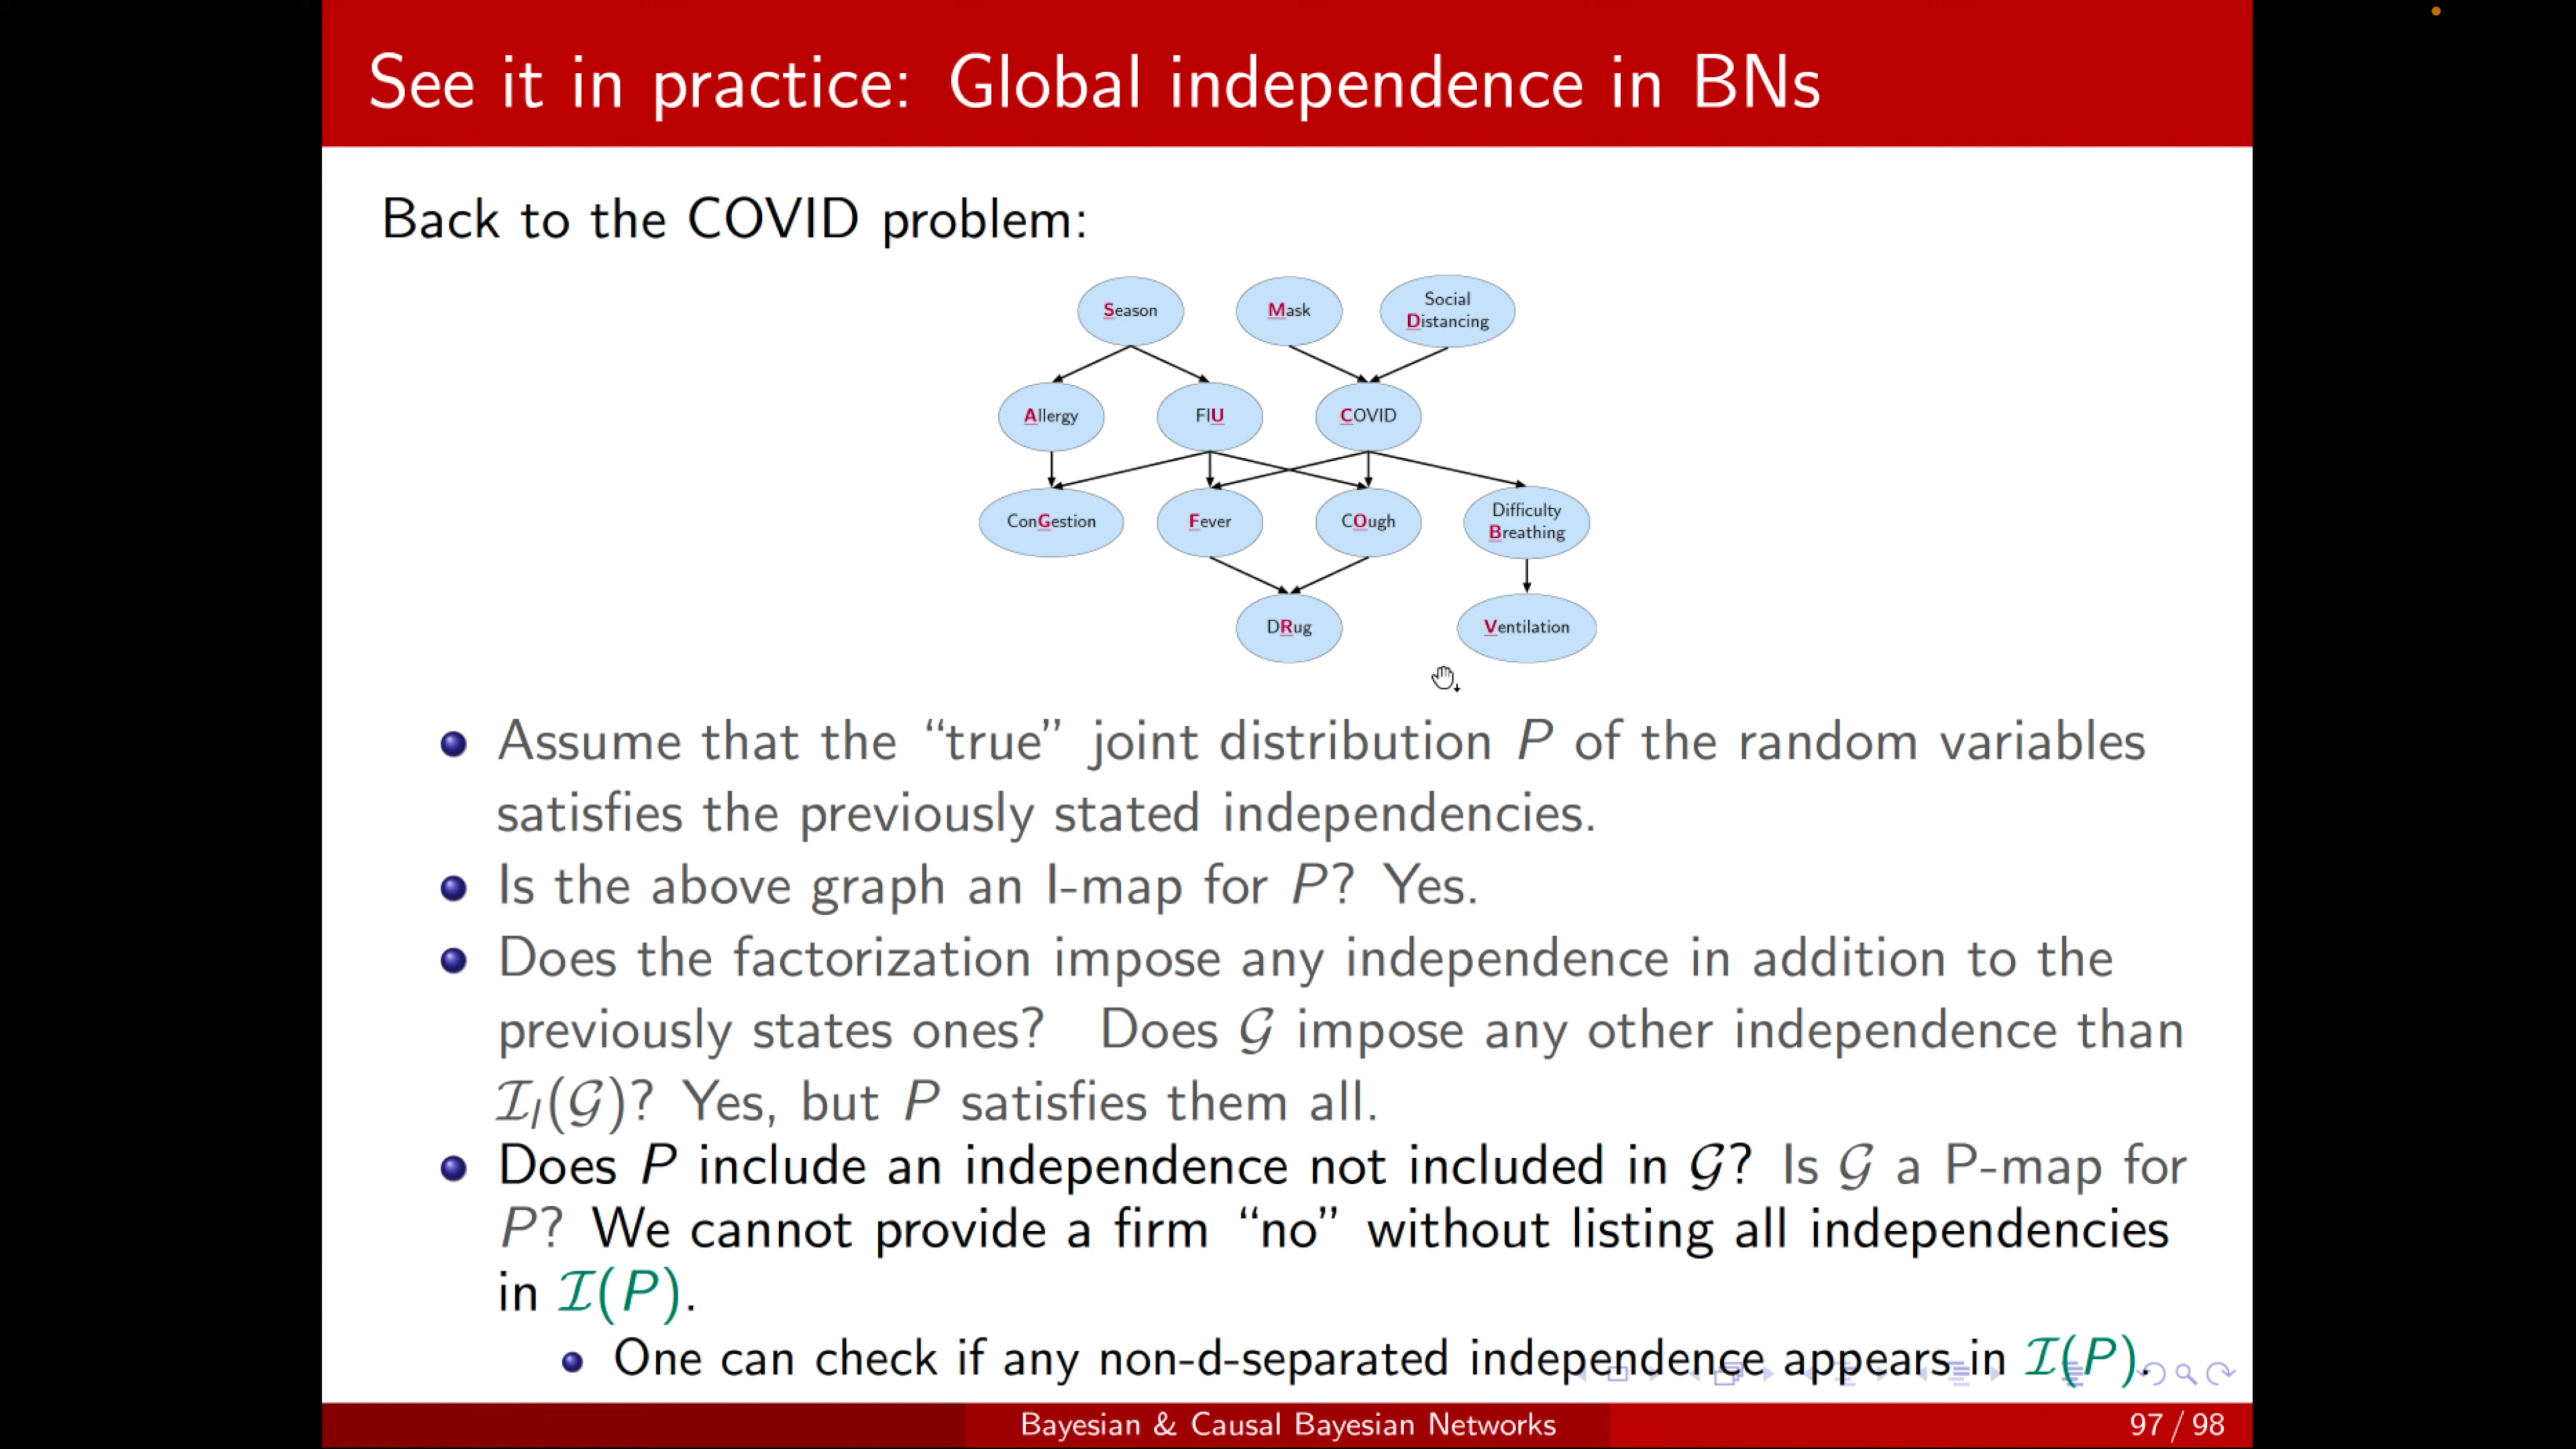 See it in practice: Global independence in BNs
Back to the COVID problem:
Season
Mask
Social
Distancing
Allergy
FlU
COVID
ConGestion
Fever
COugh
Difficulty
Breathing
DRug
Ventilation
Assume that the “true” joint distribution P of the random variables
satisfies the previously stated independencies.
Is the above graph an I-map for P? Yes.
Does the factorization impose any independence in addition to the
previously states ones? Does 𝒢 impose any other independence than
ℐₗ(𝒢)? Yes, but P satisfies them all.
Does P include an independence not included in 𝒢? Is 𝒢 a P-map for
P? We cannot provide a firm “no” without listing all independencies
in ℐ(P).
One can check if any non-d-separated independence appears in ℐ(P).
Bayesian & Causal Bayesian Networks
97 / 98